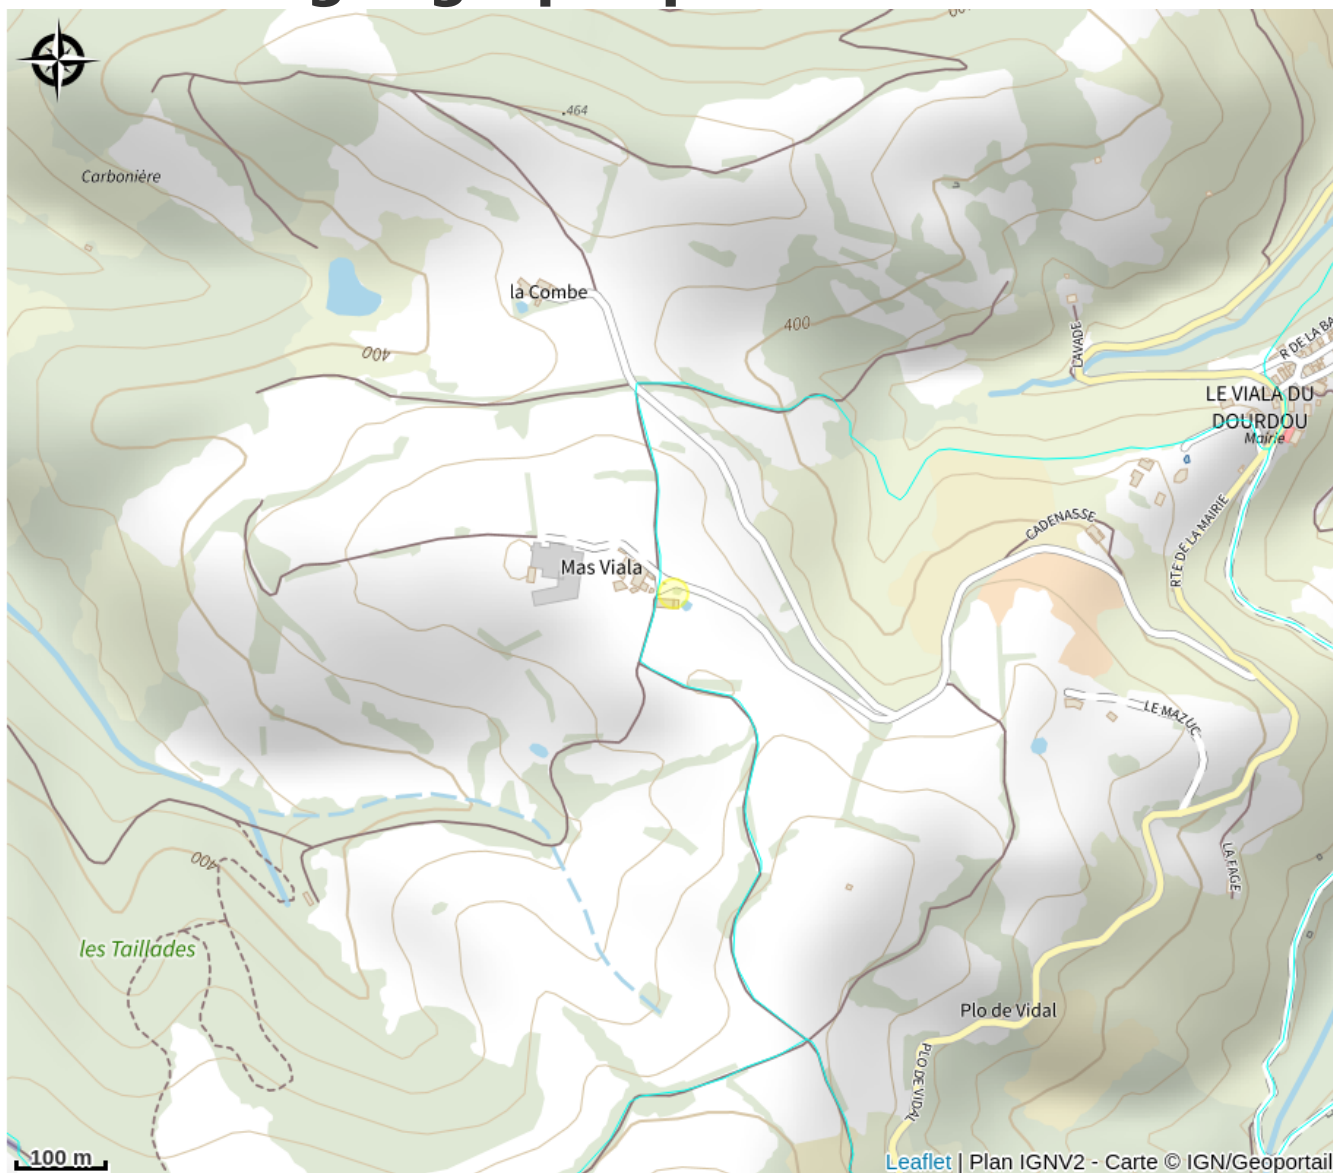 .464
Carbonière
la Combe
400
400
LAVADE
R DE LA BA
LE VIALA DU
DOURDOU
Mairie
CADENASSE
RTE DE LA MAIRIE
Mas Viala
LE MAZUC
400
LA FAGE
les Taillades
Plo de Vidal
PLO DE VIDAL
100 m
Leaflet | Plan IGNV2 - Carte © IGN/Geoportail